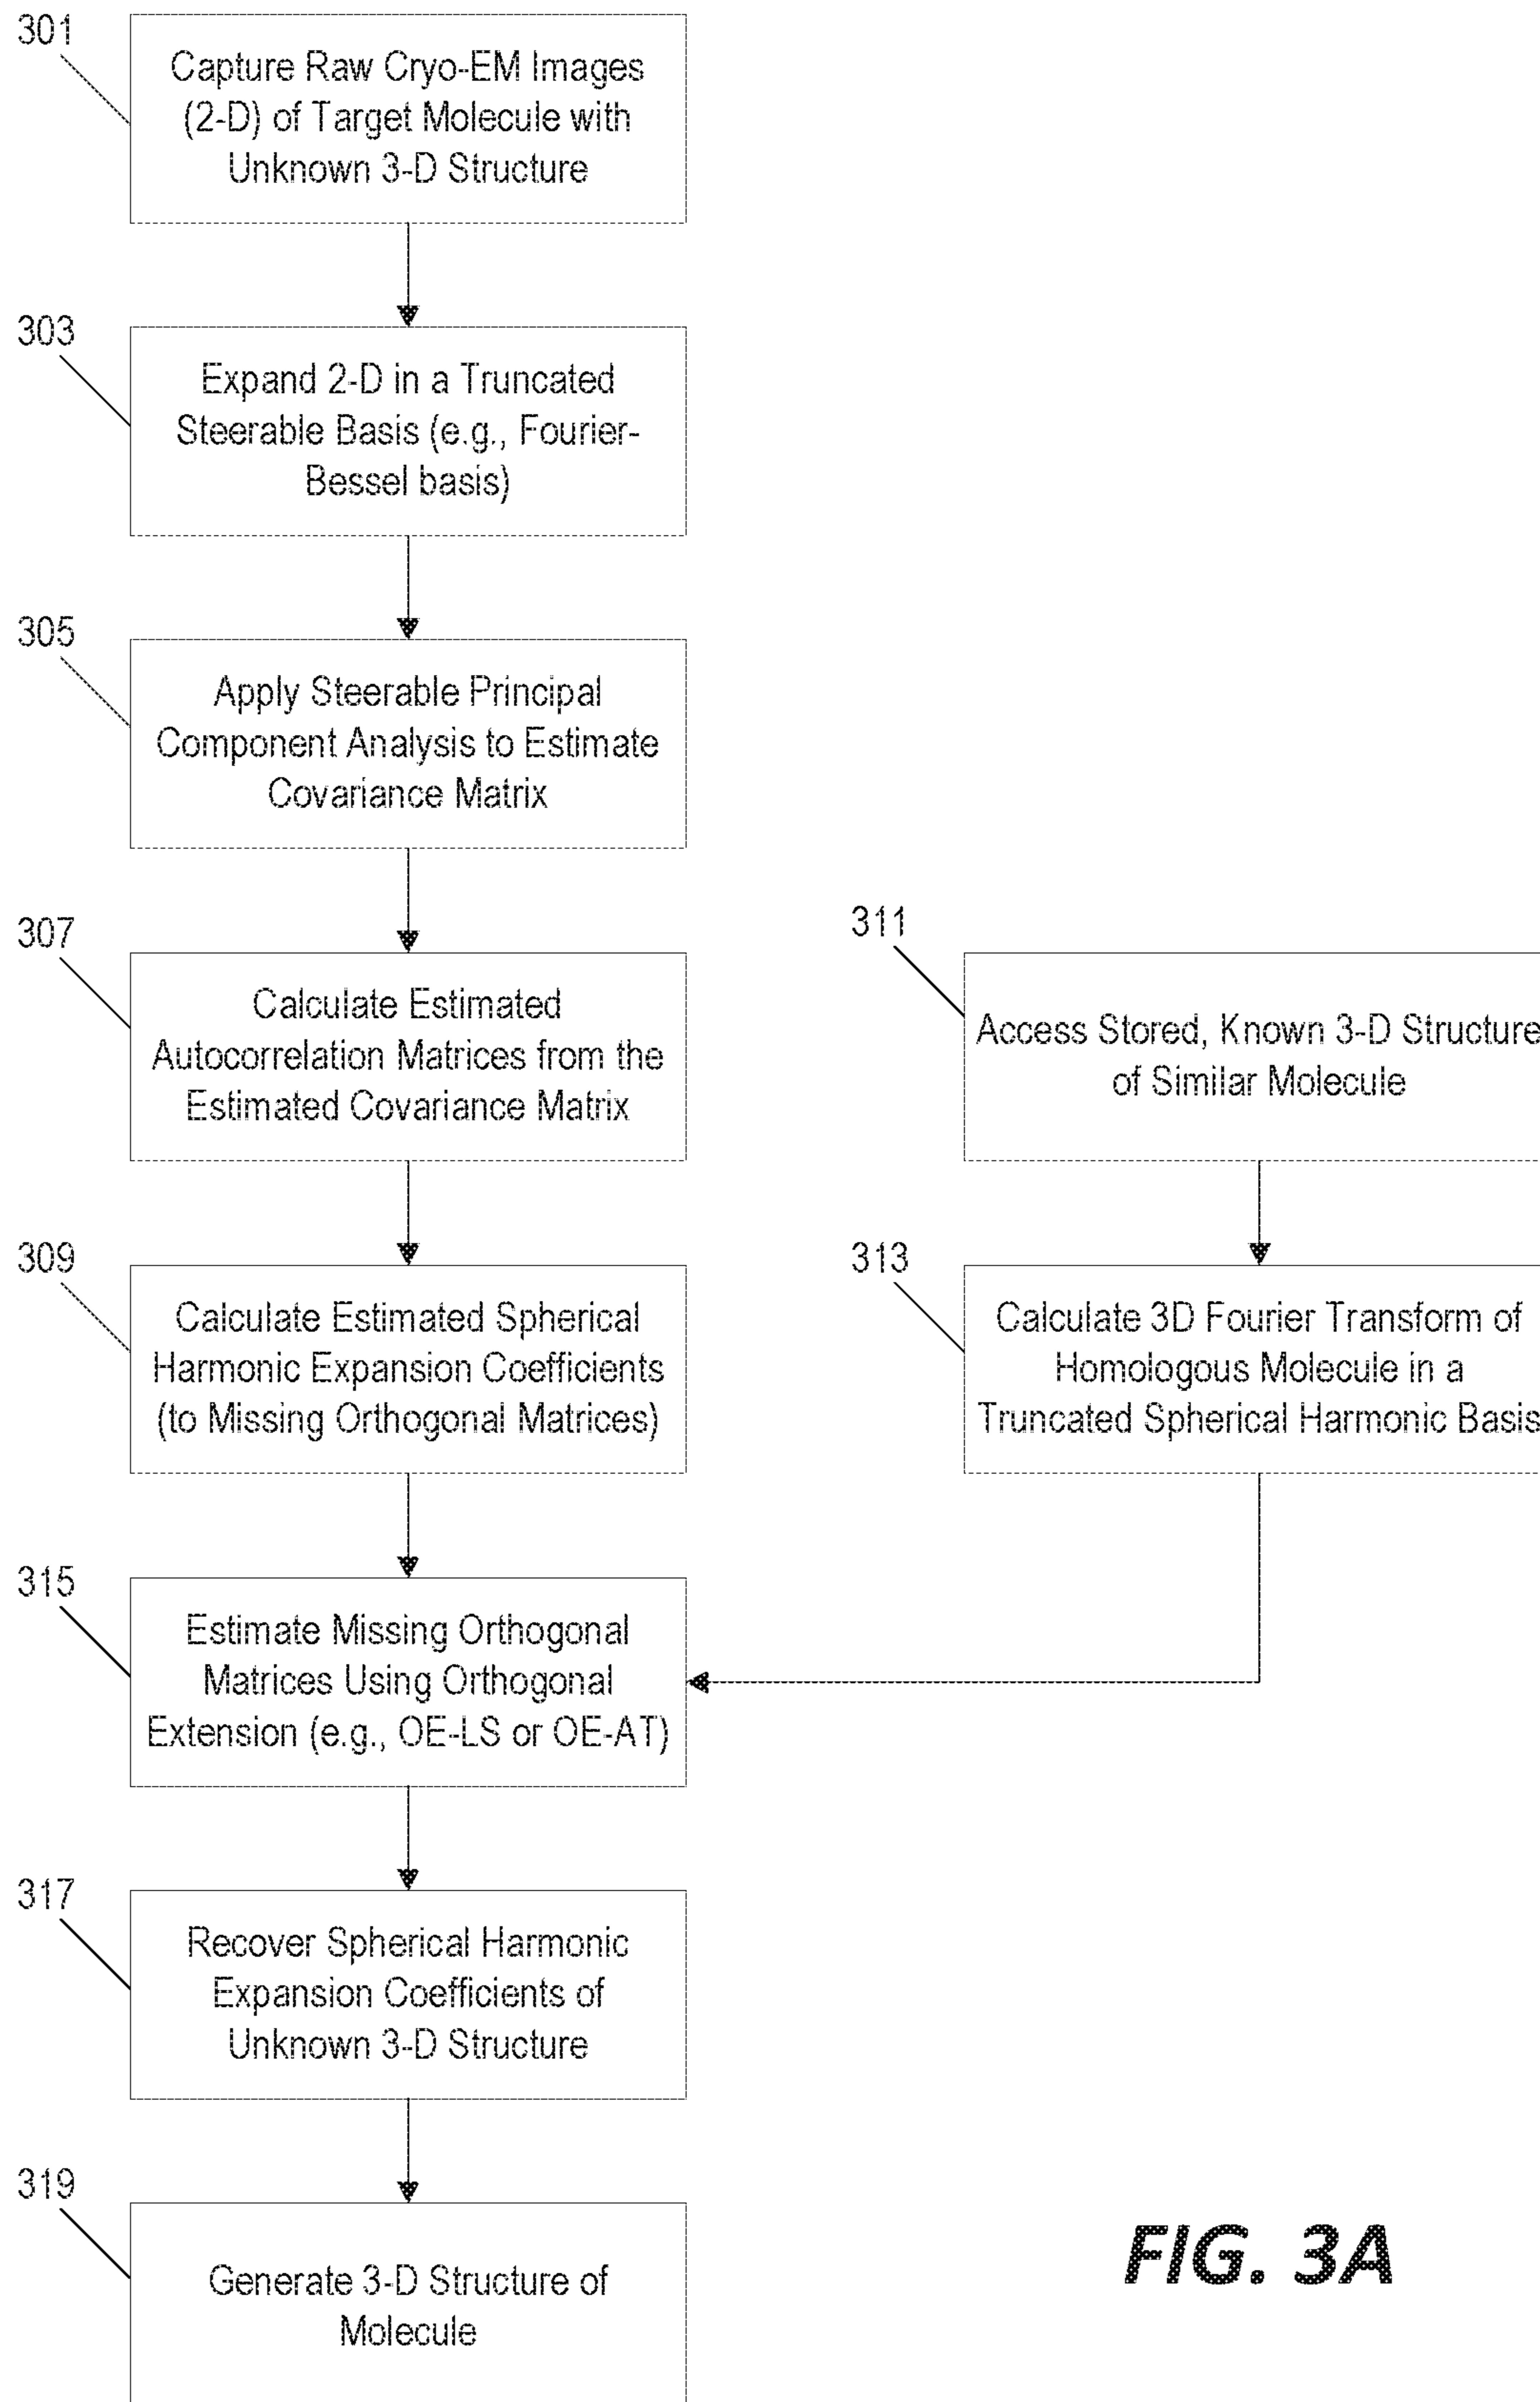 301
Capture Raw Cryo-EM Images
(2-D) of Target Molecule with
Unknown 3-D Structure
303
Expand 2-D in a Truncated
Steerable Basis (e.g., Fourier-
Bessel basis)
305
Apply Steerable Principal
Component Analysis to Estimate
Covariance Matrix
307
Calculate Estimated
Autocorrelation Matrices from the
Estimated Covariance Matrix
311
Access Stored, Known 3-D Structure
of Similar Molecule
309
Calculate Estimated Spherical
Harmonic Expansion Coefficients
(to Missing Orthogonal Matrices)
313
Calculate 3D Fourier Transform of
Homologous Molecule in a
Truncated Spherical Harmonic Basis
315
Estimate Missing Orthogonal
Matrices Using Orthogonal
Extension (e.g., OE-LS or OE-AT)
317
Recover Spherical Harmonic
Expansion Coefficients of
Unknown 3-D Structure
319
Generate 3-D Structure of
Molecule
FIG. 3A